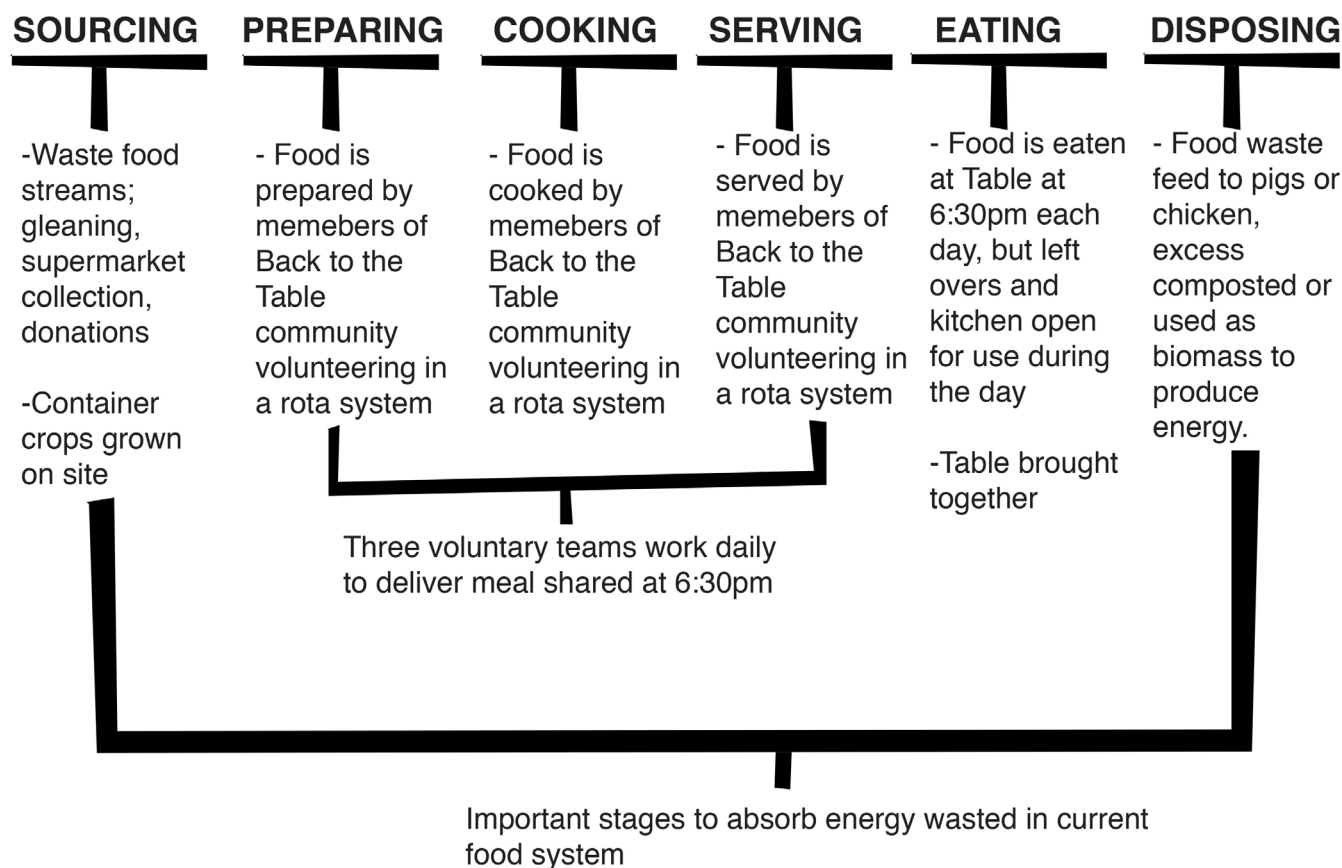 SOURCING
-Waste food
streams;
gleaning,
supermarket
collection,
donations
-Container
crops grown
on site
PREPARING
- Food is
prepared by
memebers of
Back to the
Table
community
volunteering in
a rota system
COOKING
- Food is
cooked by
memebers of
Back to the
Table
community
volunteering in
a rota system
SERVING
- Food is
served by
memebers of
Back to the
Table
community
volunteering in
a rota system
EATING
- Food is eaten
at Table at
6:30pm each
day, but left
overs and
kitchen open
for use during
the day
-Table brought
together
DISPOSING
- Food waste
feed to pigs or
chicken,
excess
composted or
used as
biomass to
produce
energy.
Three voluntary teams work daily
to deliver meal shared at 6:30pm
Important stages to absorb energy wasted in current
food system